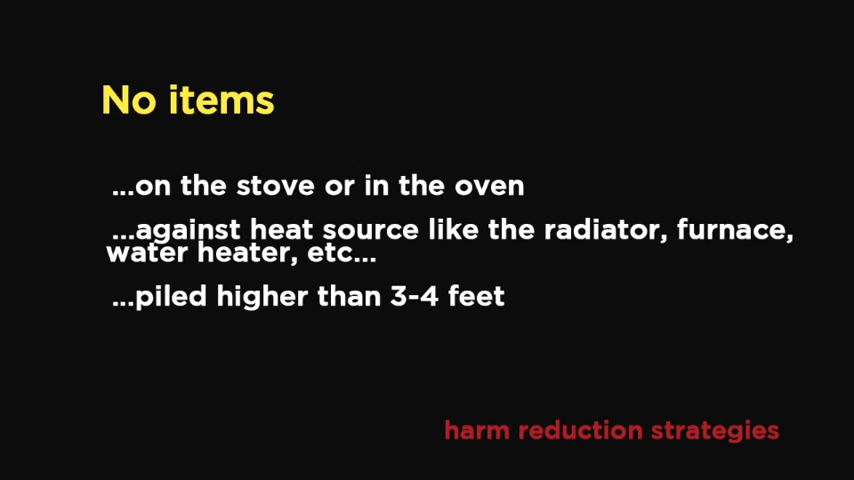 No items
...on the stove or in the oven
...against heat source like the radiator, furnace,
water heater, etc...
...piled higher than 3-4 feet
harm reduction strategies